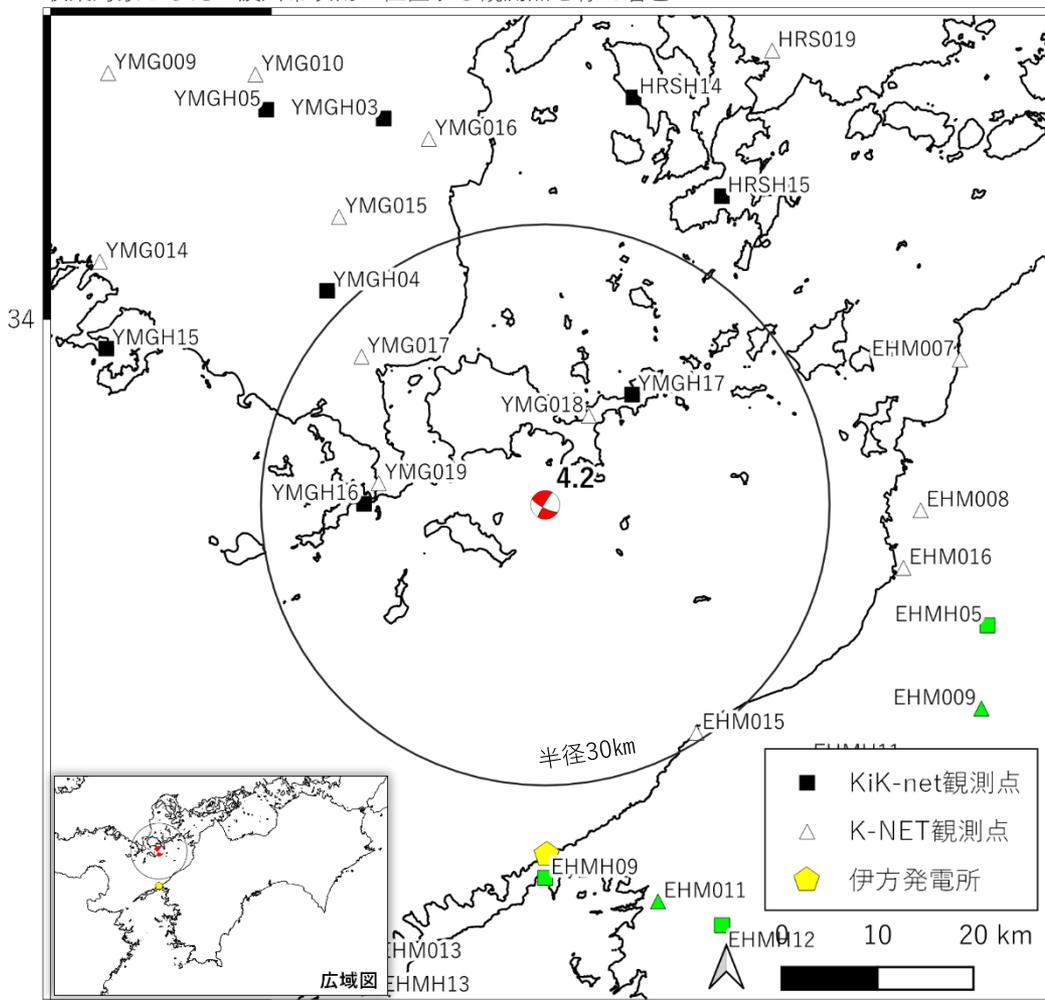 HRS019
YMG009
YMG010
YMGH05
YMGH03
HRSH14
YMG016
HRSH15
YMG015
YMG014
YMGH04
34
YMGH15
YMG017
EHM007
YMGH17
YMG018
YMG019
4.2
YMGH16
EHM008
EHM016
EHMH05
EHM009
EHM015
半径30km
KiK-net観測点
K-NET観測点
伊方発電所
EHMH09
EHM011
EHMH12
0 10 20 km
EHM013
EHMH13
広域図